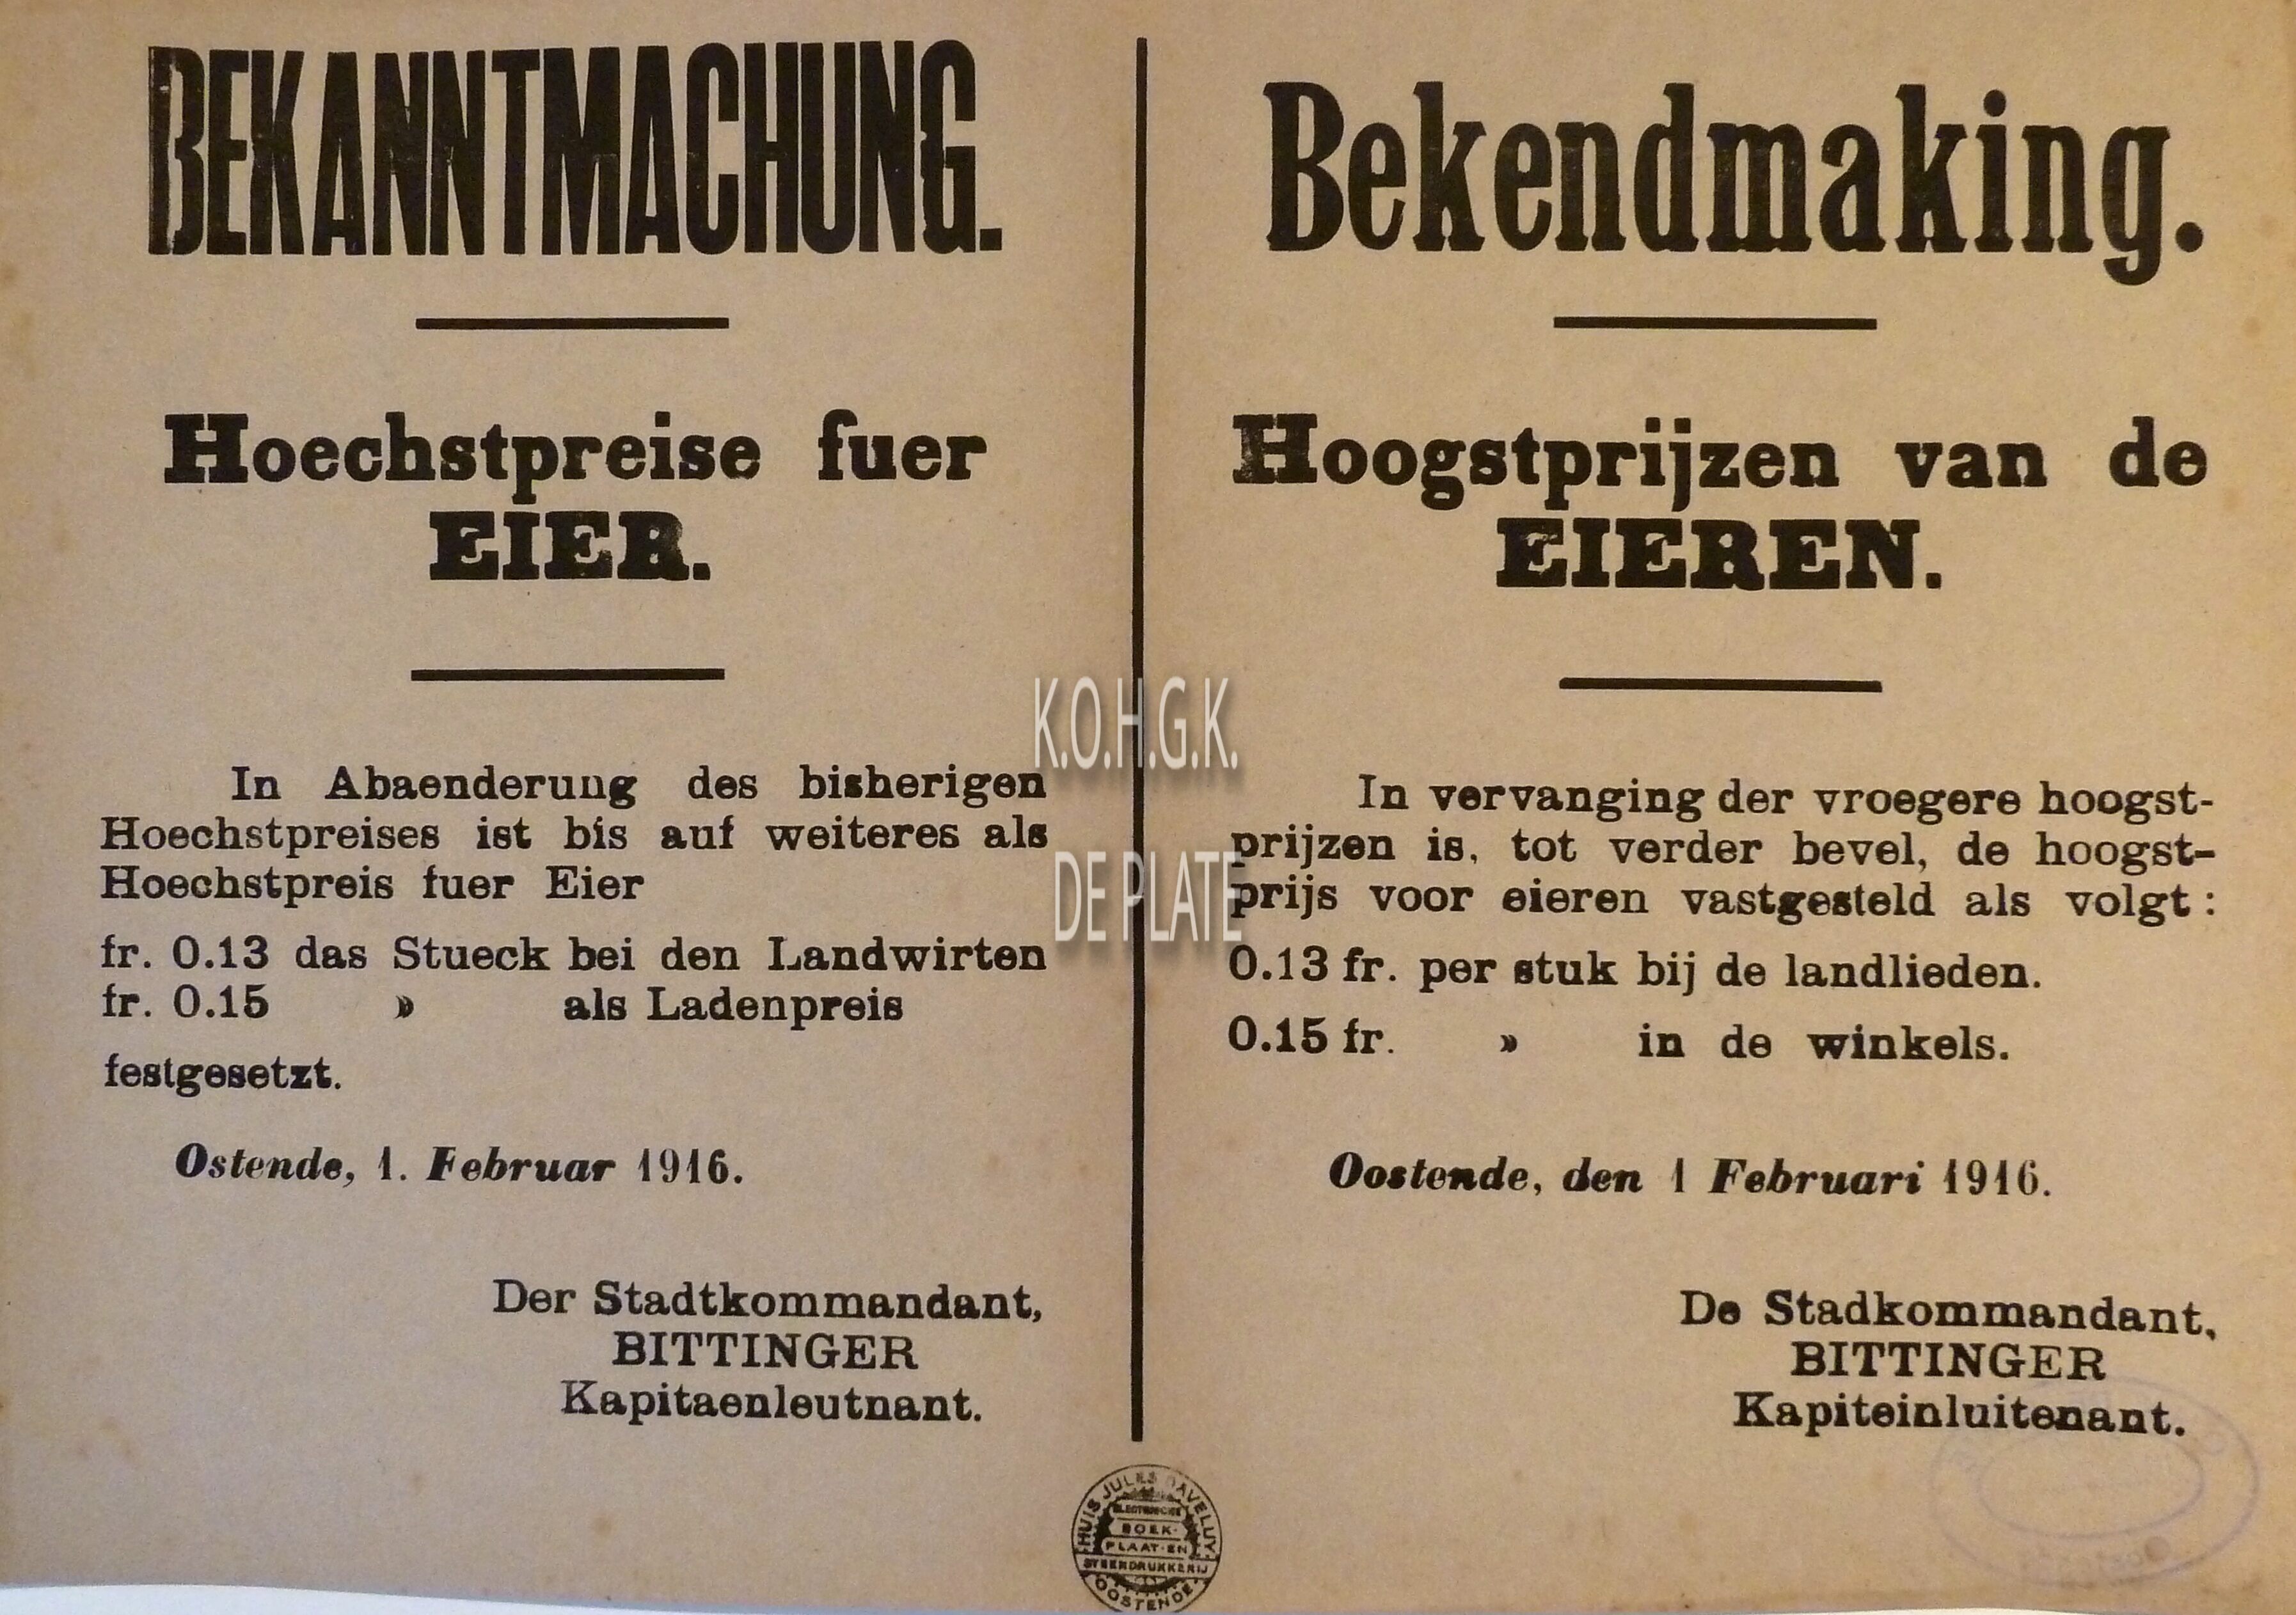 BEKANNTMACHUNG.
Hoechstpreise fuer
EIER.
In Abaenderung des bisherigen
Hoechstpreises ist bis auf weiteres als
Hoechstpreis fuer Eier
fr. 0.13 das Stueck bei den Landwirten
fr. 0.15 » als Ladenpreis
festgesetzt.
Ostende, 1. Februar 1916.
Der Stadtkommandant,
BITTINGER
Kapitaenleutnant.
Bekendmaking.
Hoogstprijzen van de
EIEREN.
In vervanging der vroegere hoogst-
prijzen is, tot verder bevel, de hoogst-
prijs voor eieren vastgesteld als volgt :
0.13 fr. per stuk bij de landlieden.
0.15 fr. » in de winkels.
Oostende, den 1 Februari 1916.
De Stadkommandant,
BITTINGER
Kapiteinluitenant.
K.O.H.G.K.
DE PLATE
HUIS JULES DAVELUY
ELECTRISCHE
BOEK-
PLAAT-EN
STEENDRUKKERIJ
OOSTENDE